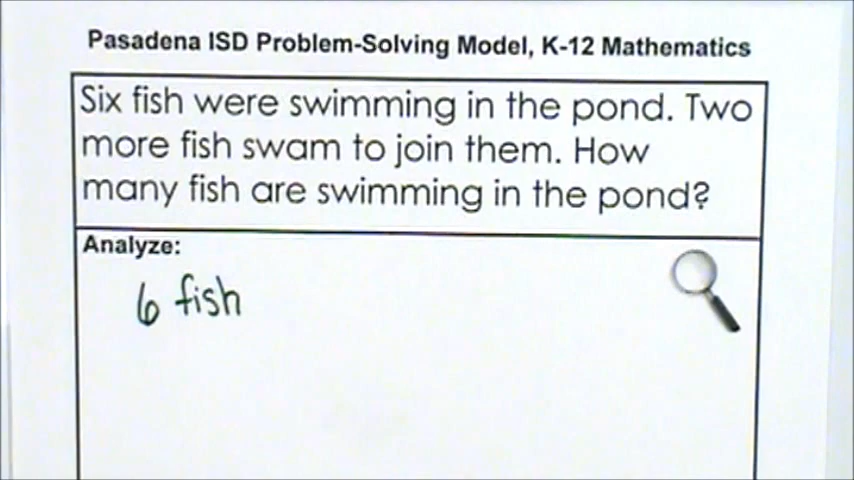 Pasadena ISD Problem-Solving Model, K-12 Mathematics
Six fish were swimming in the pond. Two
more fish swam to join them. How
many fish are swimming in the pond?
Analyze:
6 fish